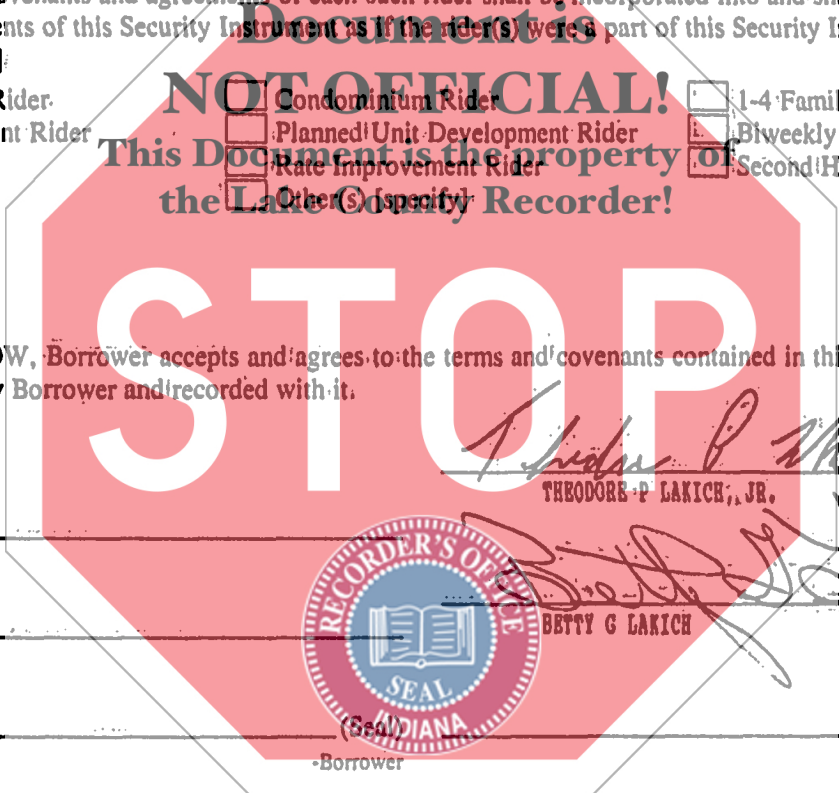 nts of this Security Instrument as if the rider(s) were a part of this Security I
Document is
NOT OFFICIAL!
This Document is the property of
the Lake County Recorder!
Rider
Condominium Rider
1-4 Famil
nt Rider
Planned Unit Development Rider
Biweekly
Rate Improvement Rider
Second H
Other(s) [specify]
STOP
W, Borrower accepts and agrees to the terms and covenants contained in thi
Borrower and recorded with it.
THEODORE P LAKICH, JR.
BETTY G LAKICH
RECORDER'S OFFICE
SEAL
INDIANA
(Seal)
-Borrower